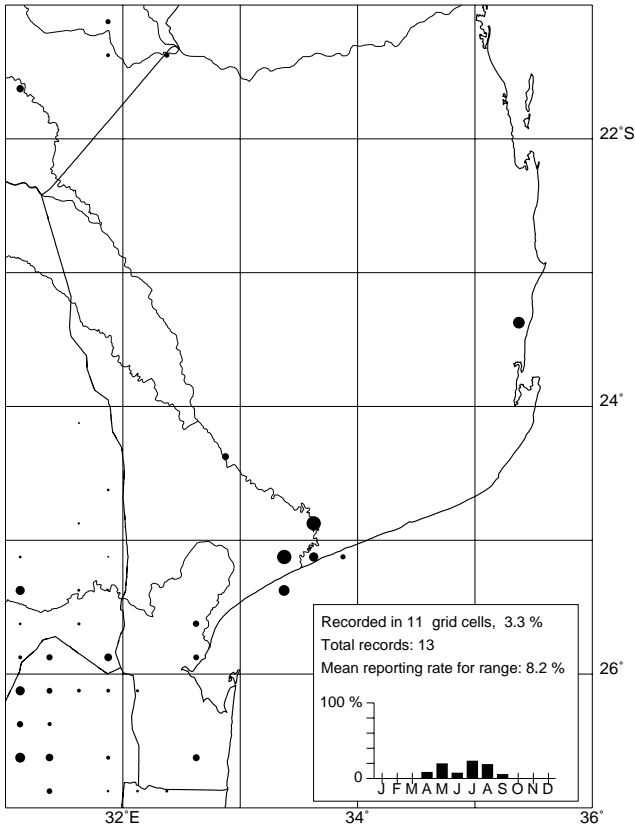 22˚S
24˚
Recorded in 11 grid cells, 3.3 %
Total records: 13
Mean reporting rate for range: 8.2 %
26˚
100 %
0
J F M A M J J A S O N D
32˚E
34˚
36˚